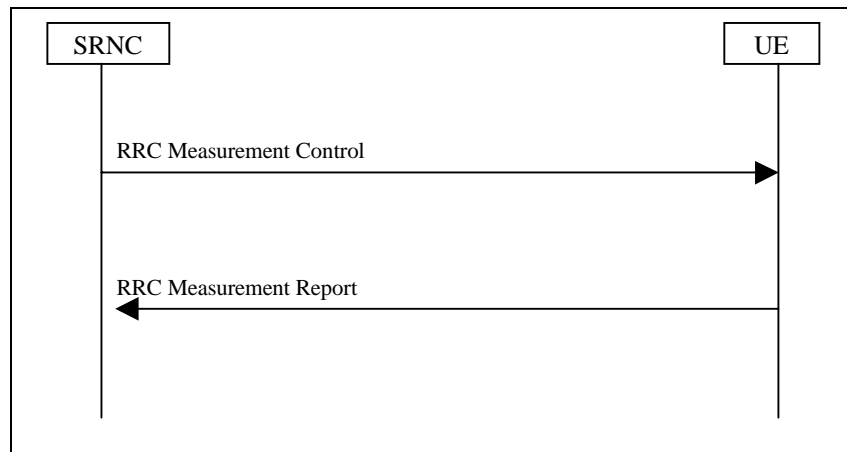 SRNC
UE
RRC Measurement Control
RRC Measurement Report